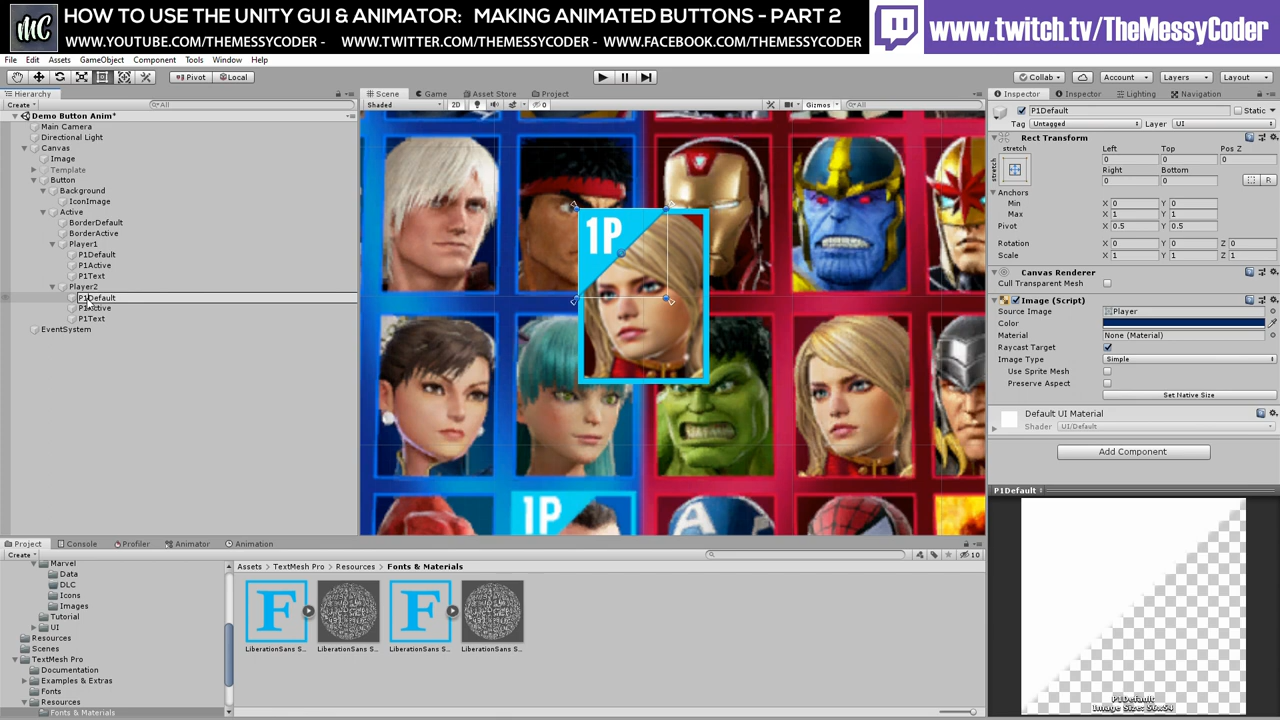 HOW TO USE THE UNITY GUI & ANIMATOR: MAKING ANIMATED BUTTONS - PART 2
MC
WWW.YOUTUBE.COM/THEMESSYCODER - WWW.TWITTER.COM/THEMESSYCODER - WWW.FACEBOOK.COM/THEMESSYCODER
www.twitch.tv/TheMessyCoder
File Edit Assets GameObject Component Tools Window Help
Pivot Local Collab Account Layers Layout
Hierarchy
Create All
Demo Button Anim*
Main Camera
Directional Light
Canvas
Image
Template
Button
Background
IconImage
Active
BorderDefault
BorderActive
Player1
P1Default
P1Active
P1Text
Player2
P1Default
P1Active
P1Text
EventSystem
Scene Game Asset Store Project
Shaded 2D 0 Gizmos All
1P
1P
Inspector Inspector Lighting Navigation
P1Default Static
Tag Untagged Layer UI
Rect Transform
stretch Left Top Pos Z
stretch 0 0 0
Right Bottom
0 0 R
Anchors
Min X 0 Y 0
Max X 1 Y 1
Pivot X 0.5 Y 0.5
Rotation X 0 Y 0 Z 0
Scale X 1 Y 1 Z 1
Canvas Renderer
Cull Transparent Mesh
Image (Script)
Source Image Player
Color
Material None (Material)
Raycast Target
Image Type Simple
Use Sprite Mesh
Preserve Aspect
Set Native Size
Default UI Material
Shader UI/Default
Add Component
P1Default
P1Default
Image Size: 56x54
Project Console Profiler Animator Animation
Create 10
Marvel
Data
DLC
Icons
Images
Tutorial
UI
Resources
Scenes
TextMesh Pro
Documentation
Examples & Extras
Fonts
Resources
Fonts & Materials
Assets TextMesh Pro Resources Fonts & Materials
F F
LiberationSans S... LiberationSans S... LiberationSans S... LiberationSans S...